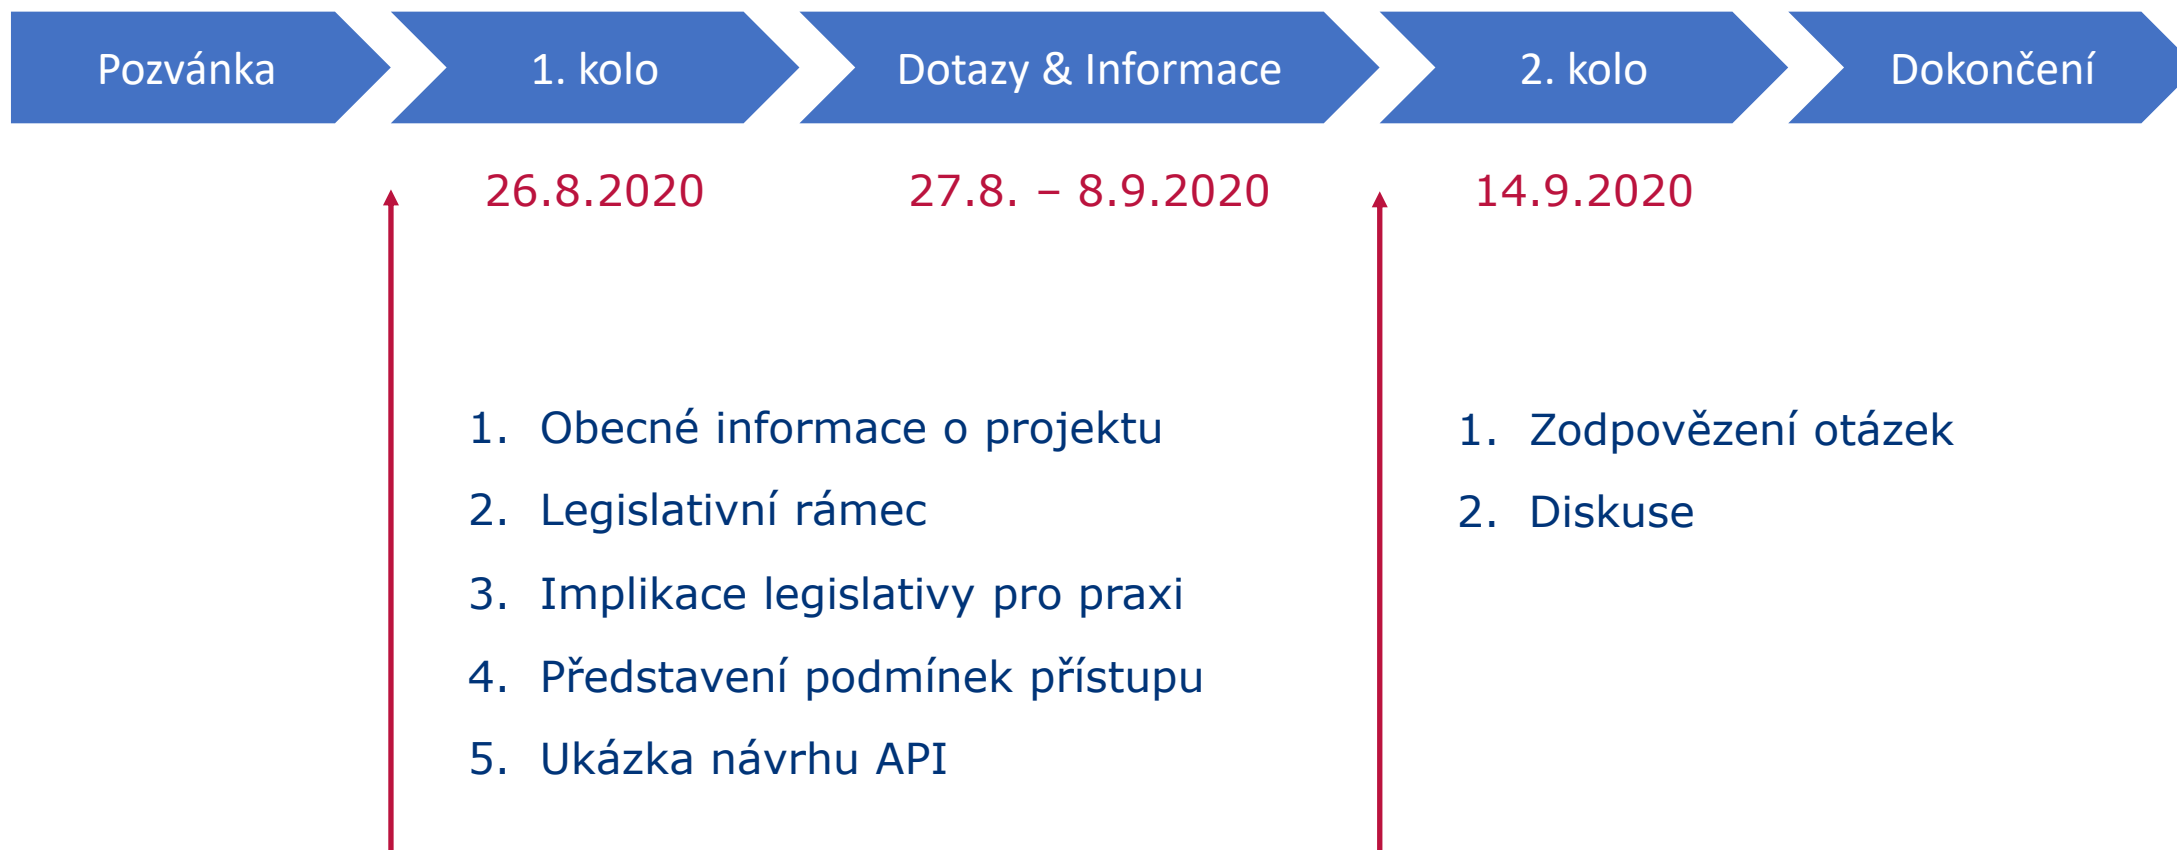 Pozvánka
1. kolo
Dotazy & Informace
2. kolo
Dokončení
26.8.2020
27.8. – 8.9.2020
14.9.2020
1. Obecné informace o projektu
2. Legislativní rámec
3. Implikace legislativy pro praxi
4. Představení podmínek přístupu
5. Ukázka návrhu API
1. Zodpovězení otázek
2. Diskuse